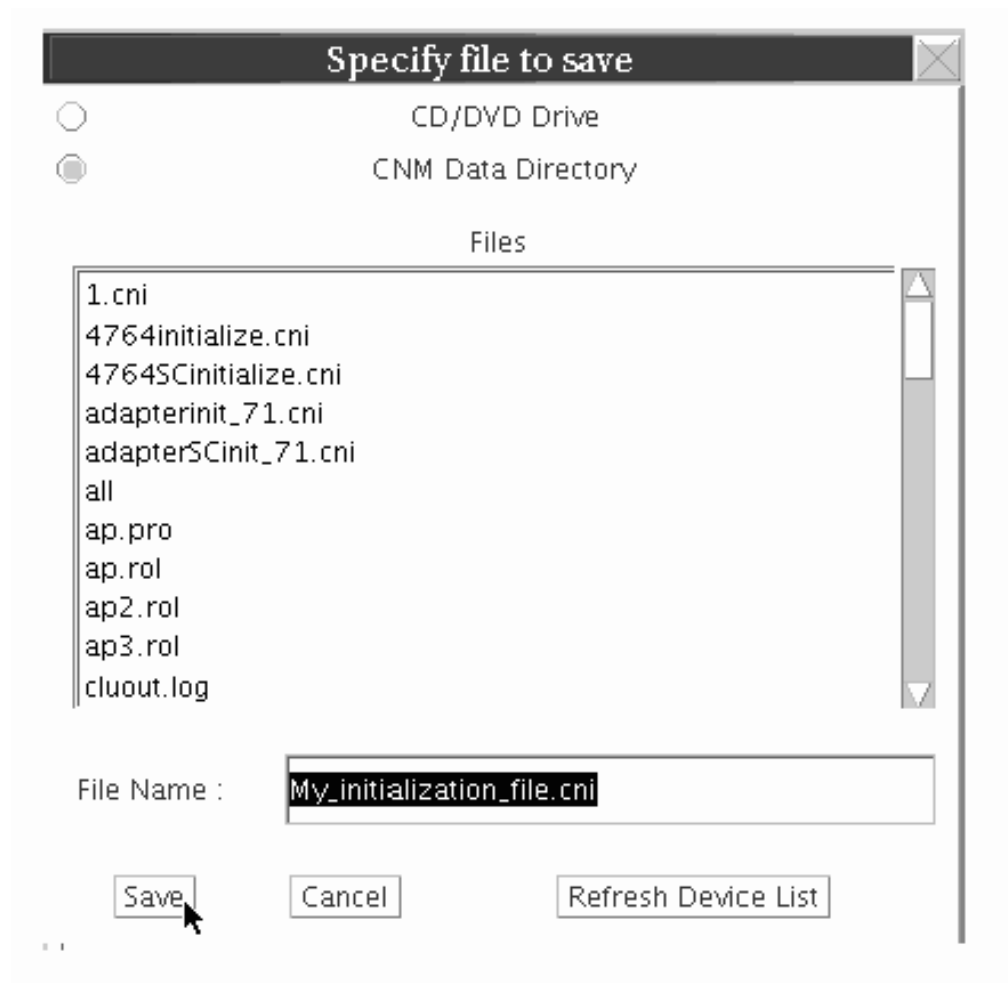 Specify file to save
CD/DVD Drive
CNM Data Directory
Files
1.cni
4764initialize.cni
4764SCinitialize.cni
adapterinit_71.cni
adapterSCinit_71.cni
all
ap.pro
ap.rol
ap2.rol
ap3.rol
cluout.log
File Name :
My_initialization_file.cni
Save
Cancel
Refresh Device List